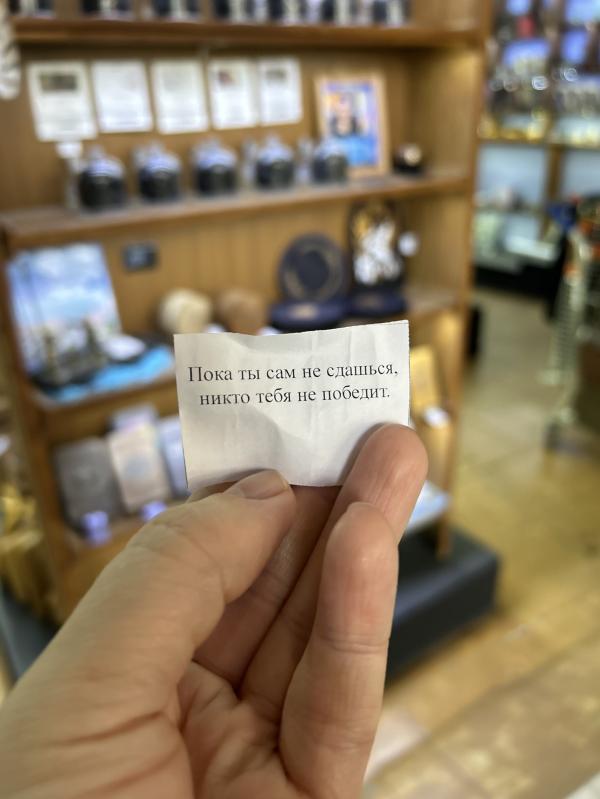 Пока ты сам не сдашься,
никто тебя не победит.